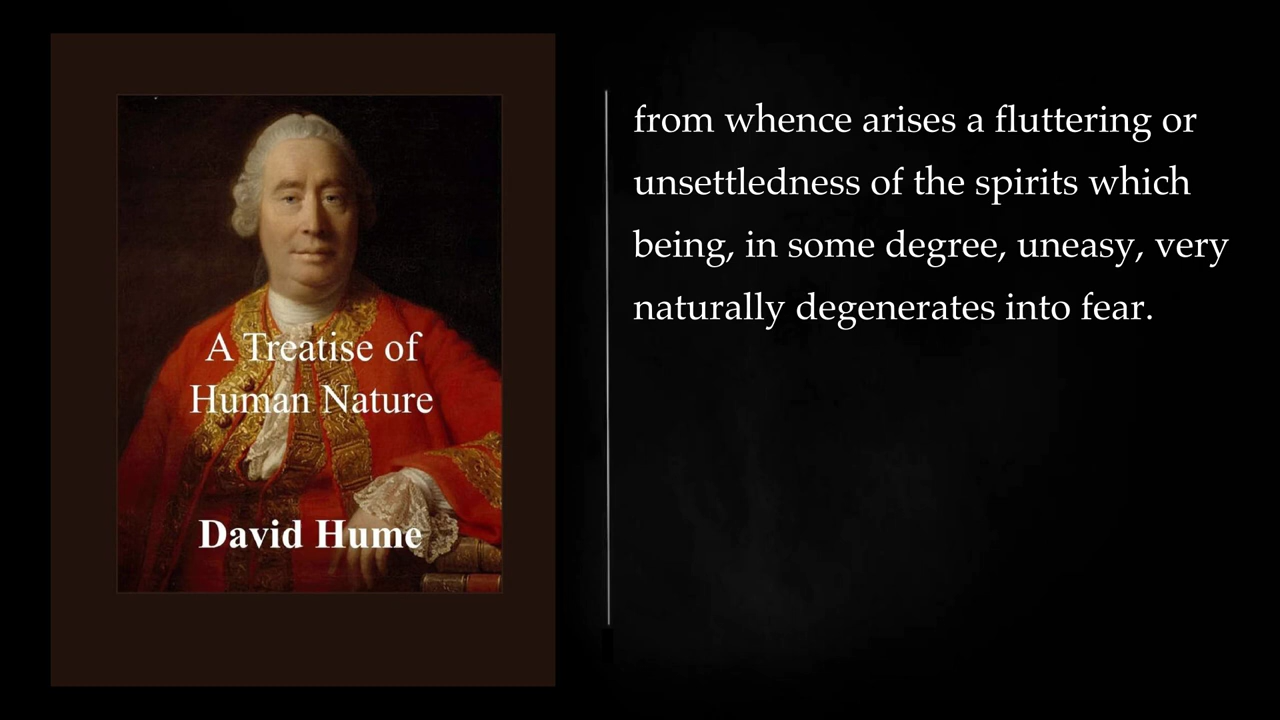 A Treatise of
Human Nature
David Hume
from whence arises a fluttering or
unsettledness of the spirits which
being, in some degree, uneasy, very
naturally degenerates into fear.